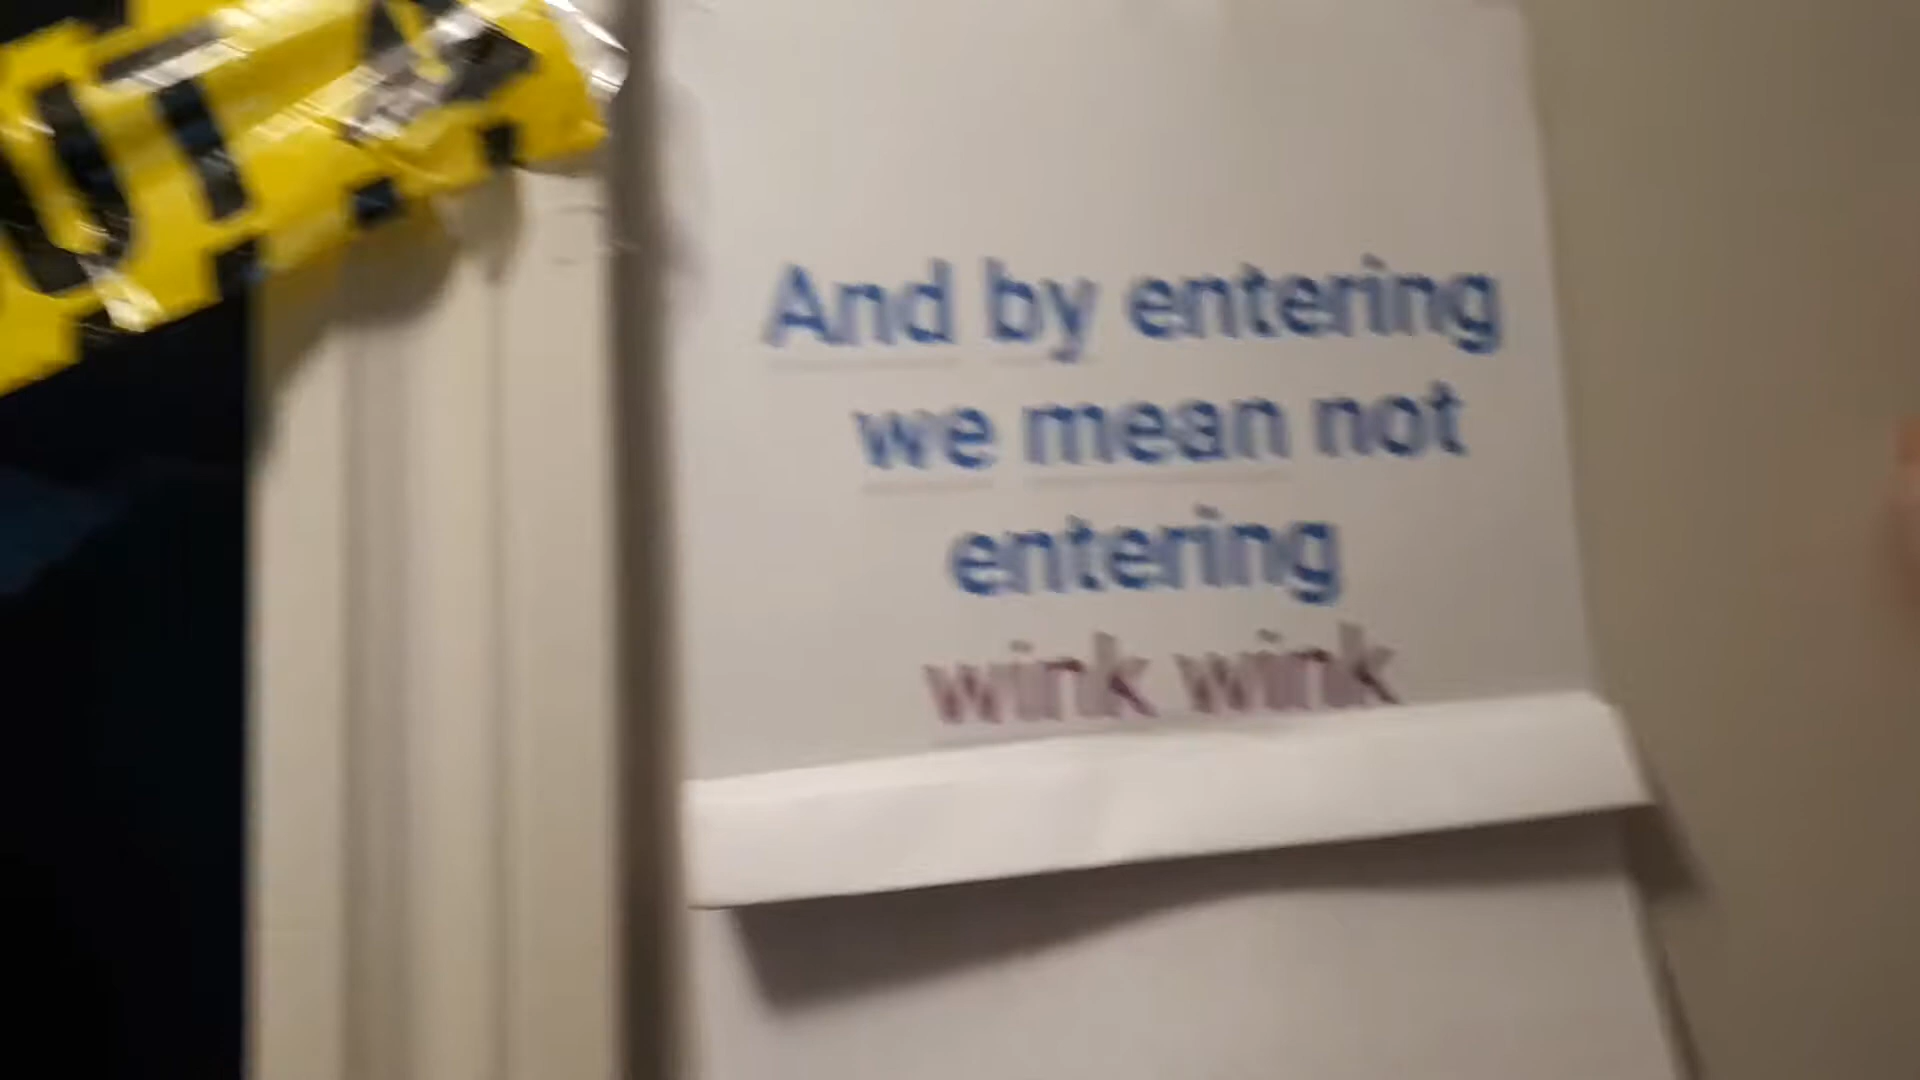 And by entering
we mean not
entering
wink wink